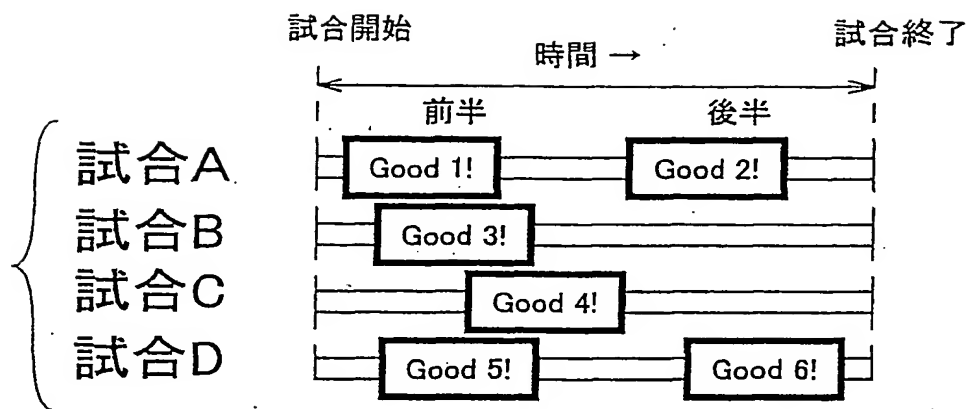 試合開始
試合終了
時間 →
前半
後半
試合A
Good 1!
Good 2!
試合B
Good 3!
試合C
Good 4!
試合D
Good 5!
Good 6!